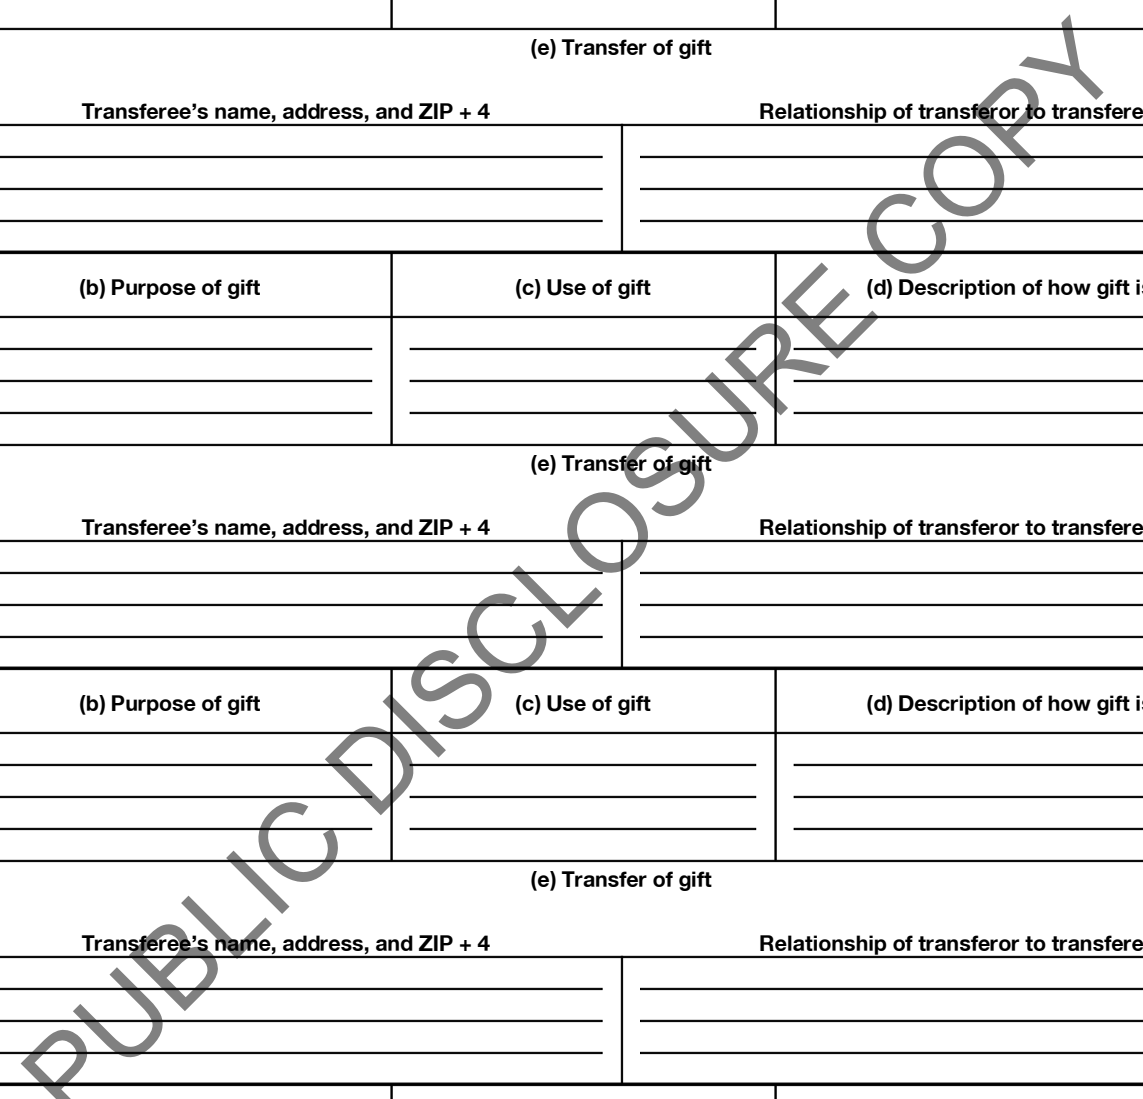 (e) Transfer of gift
Transferee's name, address, and ZIP + 4 Relationship of transferor to transfere
(b) Purpose of gift (c) Use of gift (d) Description of how gift is
(e) Transfer of gift
Transferee's name, address, and ZIP + 4 Relationship of transferor to transfere
(b) Purpose of gift (c) Use of gift (d) Description of how gift is
(e) Transfer of gift
Transferee's name, address, and ZIP + 4 Relationship of transferor to transfere
PUBLIC DISCLOSURE COPY